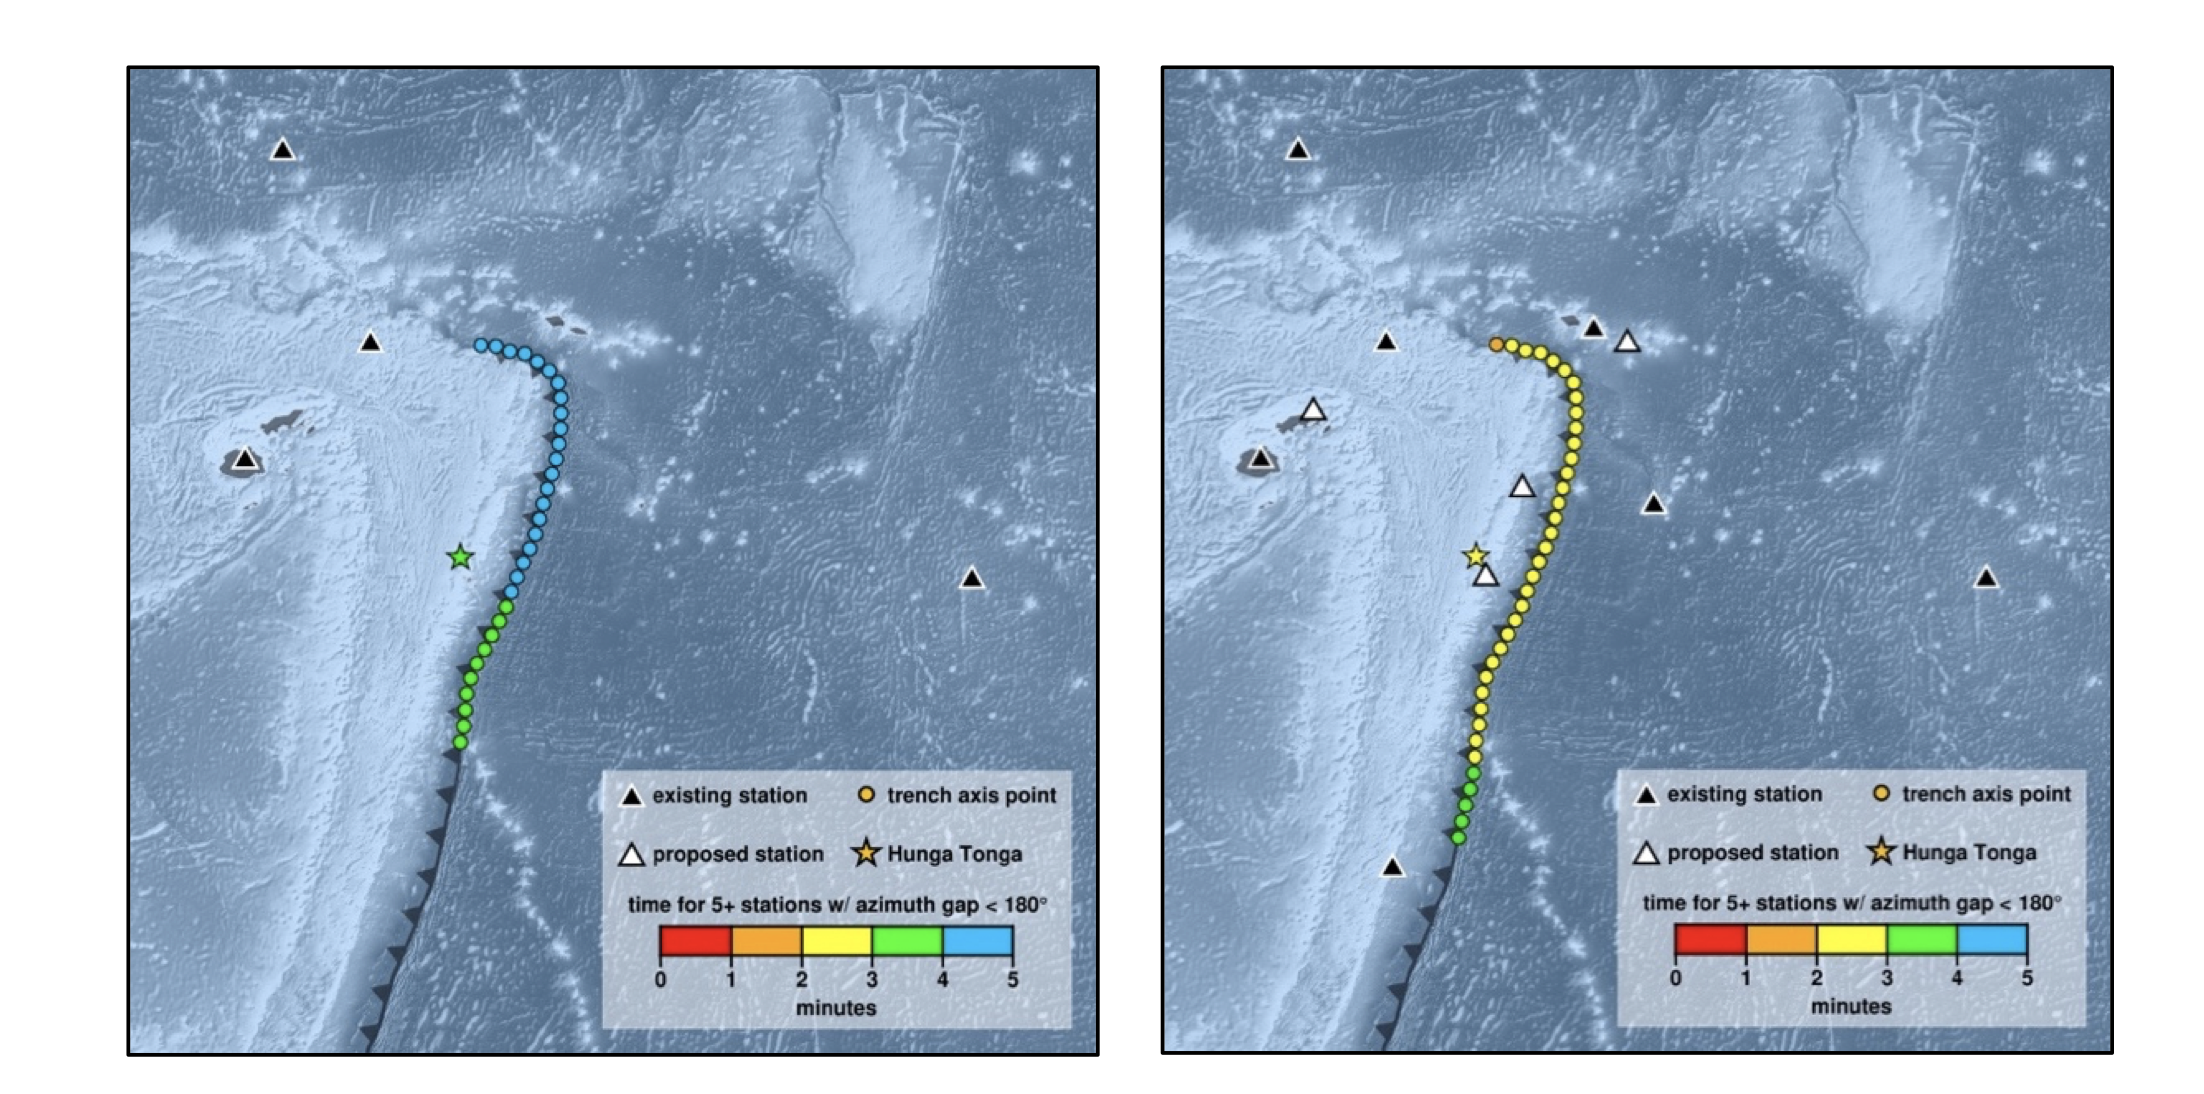 existing station
trench axis point
proposed station
Hunga Tonga
time for 5+ stations w/ azimuth gap < 180°
0 1 2 3 4 5
minutes
existing station
trench axis point
proposed station
Hunga Tonga
time for 5+ stations w/ azimuth gap < 180°
0 1 2 3 4 5
minutes